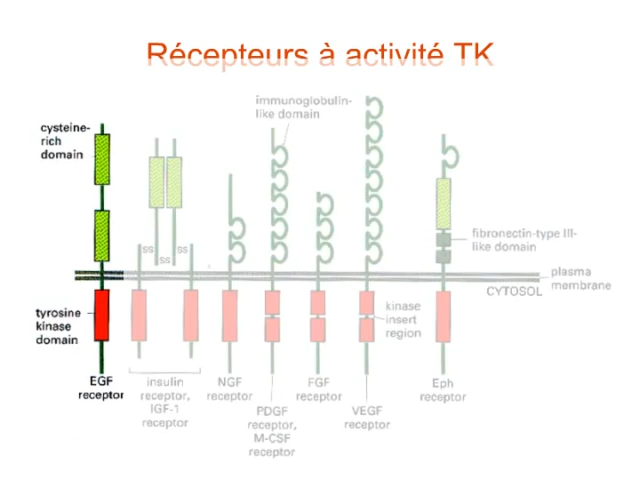 Récepteurs à activité TK
immunoglobulin-
like domain
cysteine-
rich
domain
fibronectin-type III-
like domain
SS
SS
SS
plasma
membrane
CYTOSOL
tyrosine
kinase
domain
kinase
insert
region
EGF
receptor
insulin
receptor,
IGF-1
receptor
NGF
receptor
PDGF
receptor,
M-CSF
receptor
FGF
receptor
VEGF
receptor
Eph
receptor